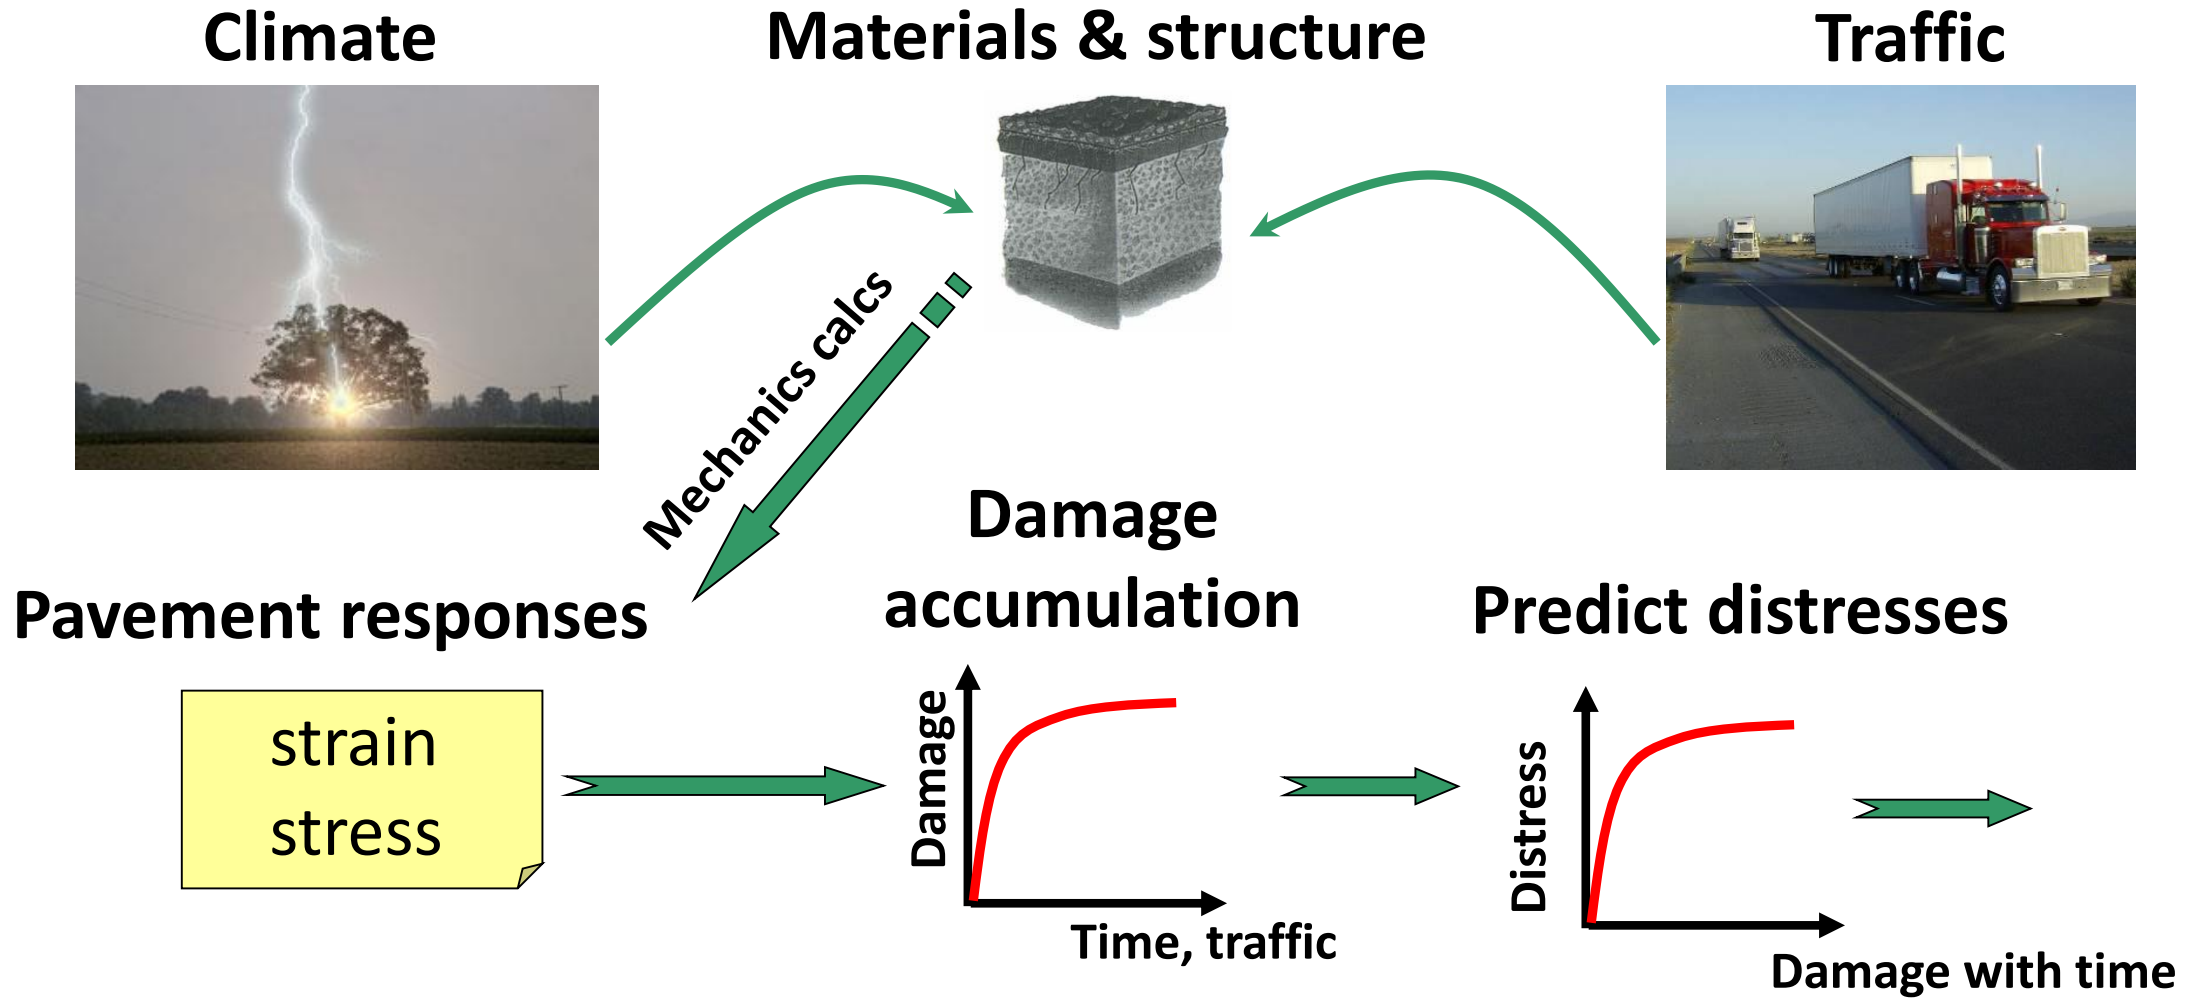 Climate
Materials & structure
Traffic
Mechanics calcs
Pavement responses
strain
stress
Damage
accumulation
Damage
Time, traffic
Predict distresses
Distress
Damage with time